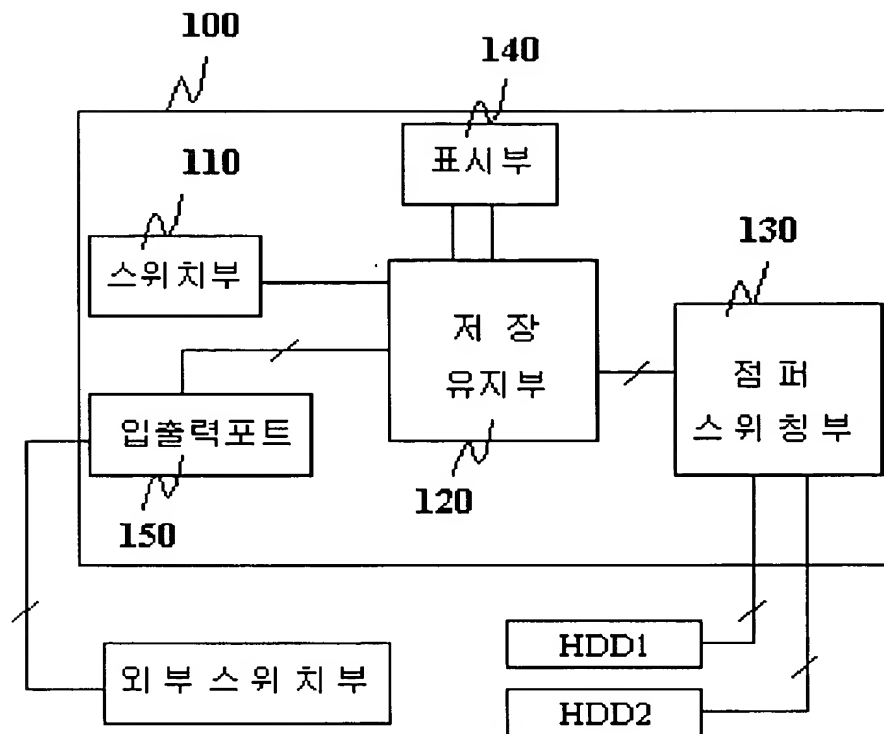 100
140
표시부
110
스위치부
130
저 장
유지부
점 퍼
스위칭부
입출력포트
120
150
HDD1
외부스위치부
HDD2